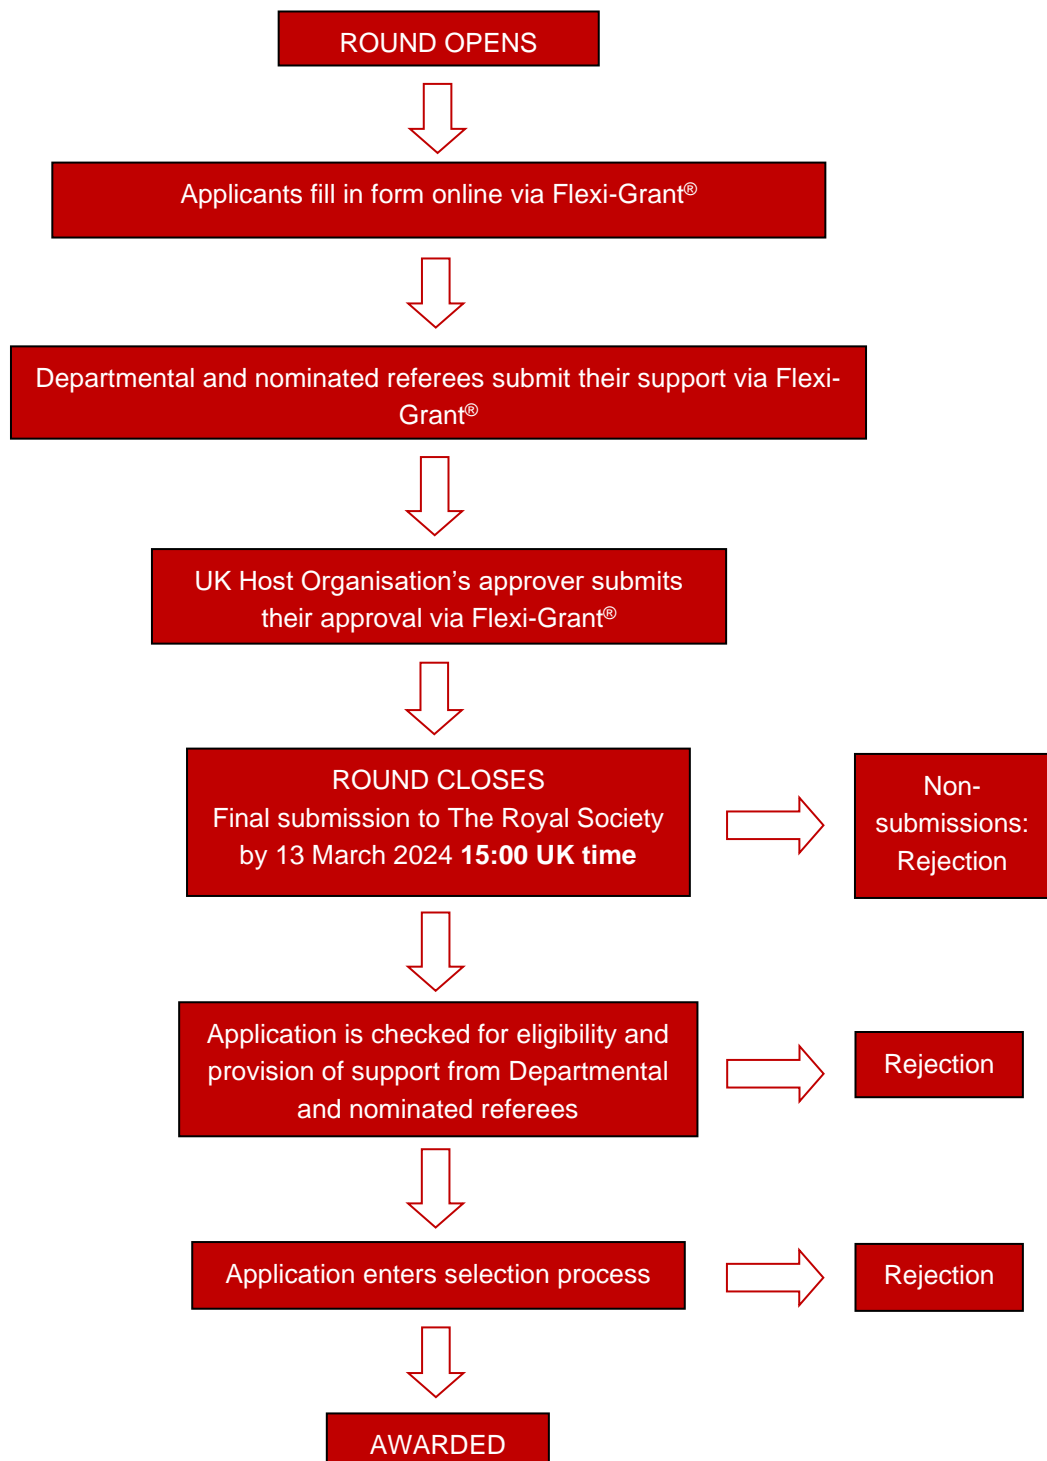 ROUND OPENS
Applicants fill in form online via Flexi-Grant®
Departmental and nominated referees submit their support via Flexi-
Grant®
UK Host Organisation’s approver submits
their approval via Flexi-Grant®
ROUND CLOSES
Final submission to The Royal Society
by 13 March 2024 15:00 UK time
Non-
submissions:
Rejection
Application is checked for eligibility and
provision of support from Departmental
and nominated referees
Rejection
Application enters selection process
Rejection
AWARDED